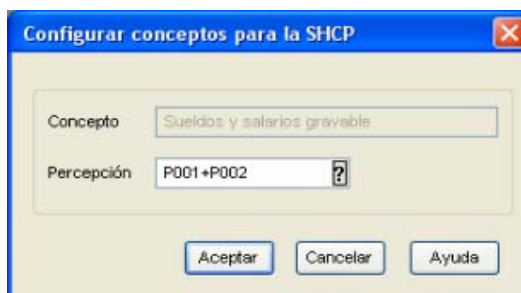 Configurar conceptos para la SHCP
Concepto Sueldos y salarios gravable
Percepción P001+P002 ?
Aceptar Cancelar Ayuda